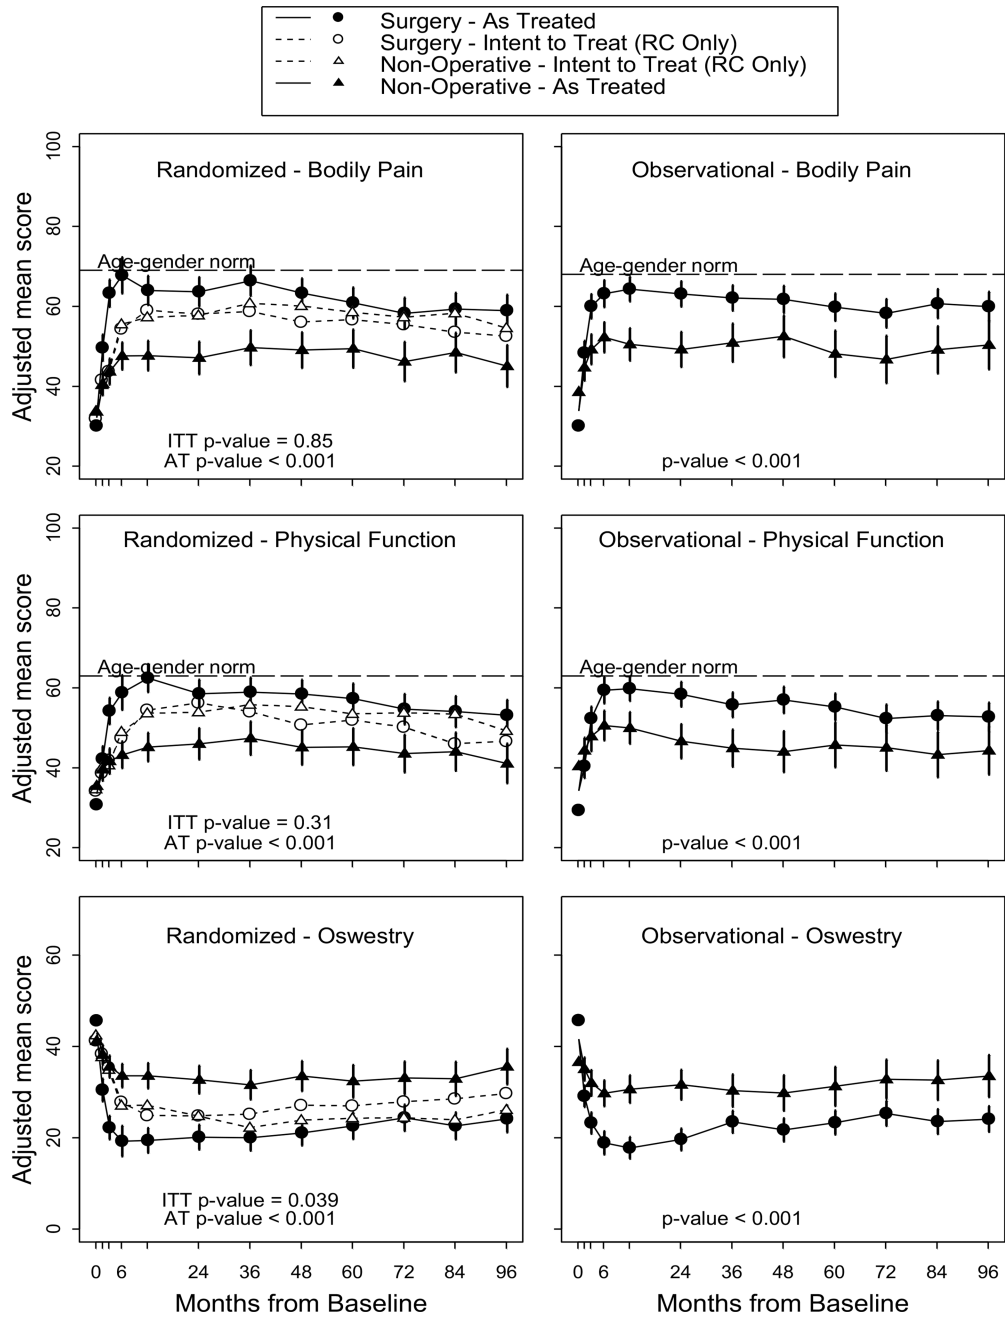 Surgery - As Treated
Surgery - Intent to Treat (RC Only)
Non-Operative - Intent to Treat (RC Only)
Non-Operative - As Treated
Adjusted mean score
100
80
60
40
20
Randomized - Bodily Pain
Age-gender norm
ITT p-value = 0.85
AT p-value < 0.001
Observational - Bodily Pain
Age-gender norm
p-value < 0.001
Adjusted mean score
100
80
60
40
20
Randomized - Physical Function
Age-gender norm
ITT p-value = 0.31
AT p-value < 0.001
Observational - Physical Function
Age-gender norm
p-value < 0.001
Adjusted mean score
60
40
20
0
Randomized - Oswestry
ITT p-value = 0.039
AT p-value < 0.001
Observational - Oswestry
p-value < 0.001
0 6 24 36 48 60 72 84 96
Months from Baseline
0 6 24 36 48 60 72 84 96
Months from Baseline